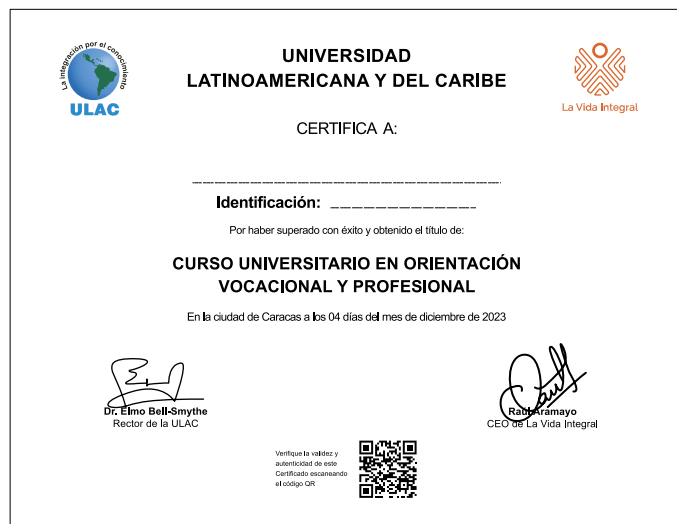 La integración por el conocimiento
ULAC
UNIVERSIDAD
LATINOAMERICANA Y DEL CARIBE
La Vida Integral
CERTIFICA A:
Identificación:
Por haber superado con éxito y obtenido el título de:
CURSO UNIVERSITARIO EN ORIENTACIÓN
VOCACIONAL Y PROFESIONAL
En la ciudad de Caracas a los 04 días del mes de diciembre de 2023
Dr. Elmo Bell-Smythe
Rector de la ULAC
Raúl Aramayo
CEO de La Vida Integral
Verifique la validez y
autenticidad de este
Certificado escaneando
el código QR